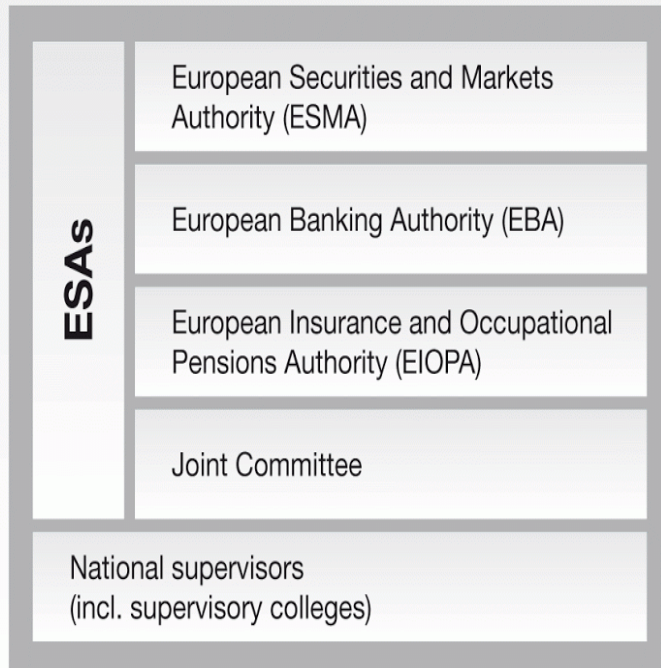 ESAs
European Securities and Markets
Authority (ESMA)
European Banking Authority (EBA)
European Insurance and Occupational
Pensions Authority (EIOPA)
Joint Committee
National supervisors
(incl. supervisory colleges)